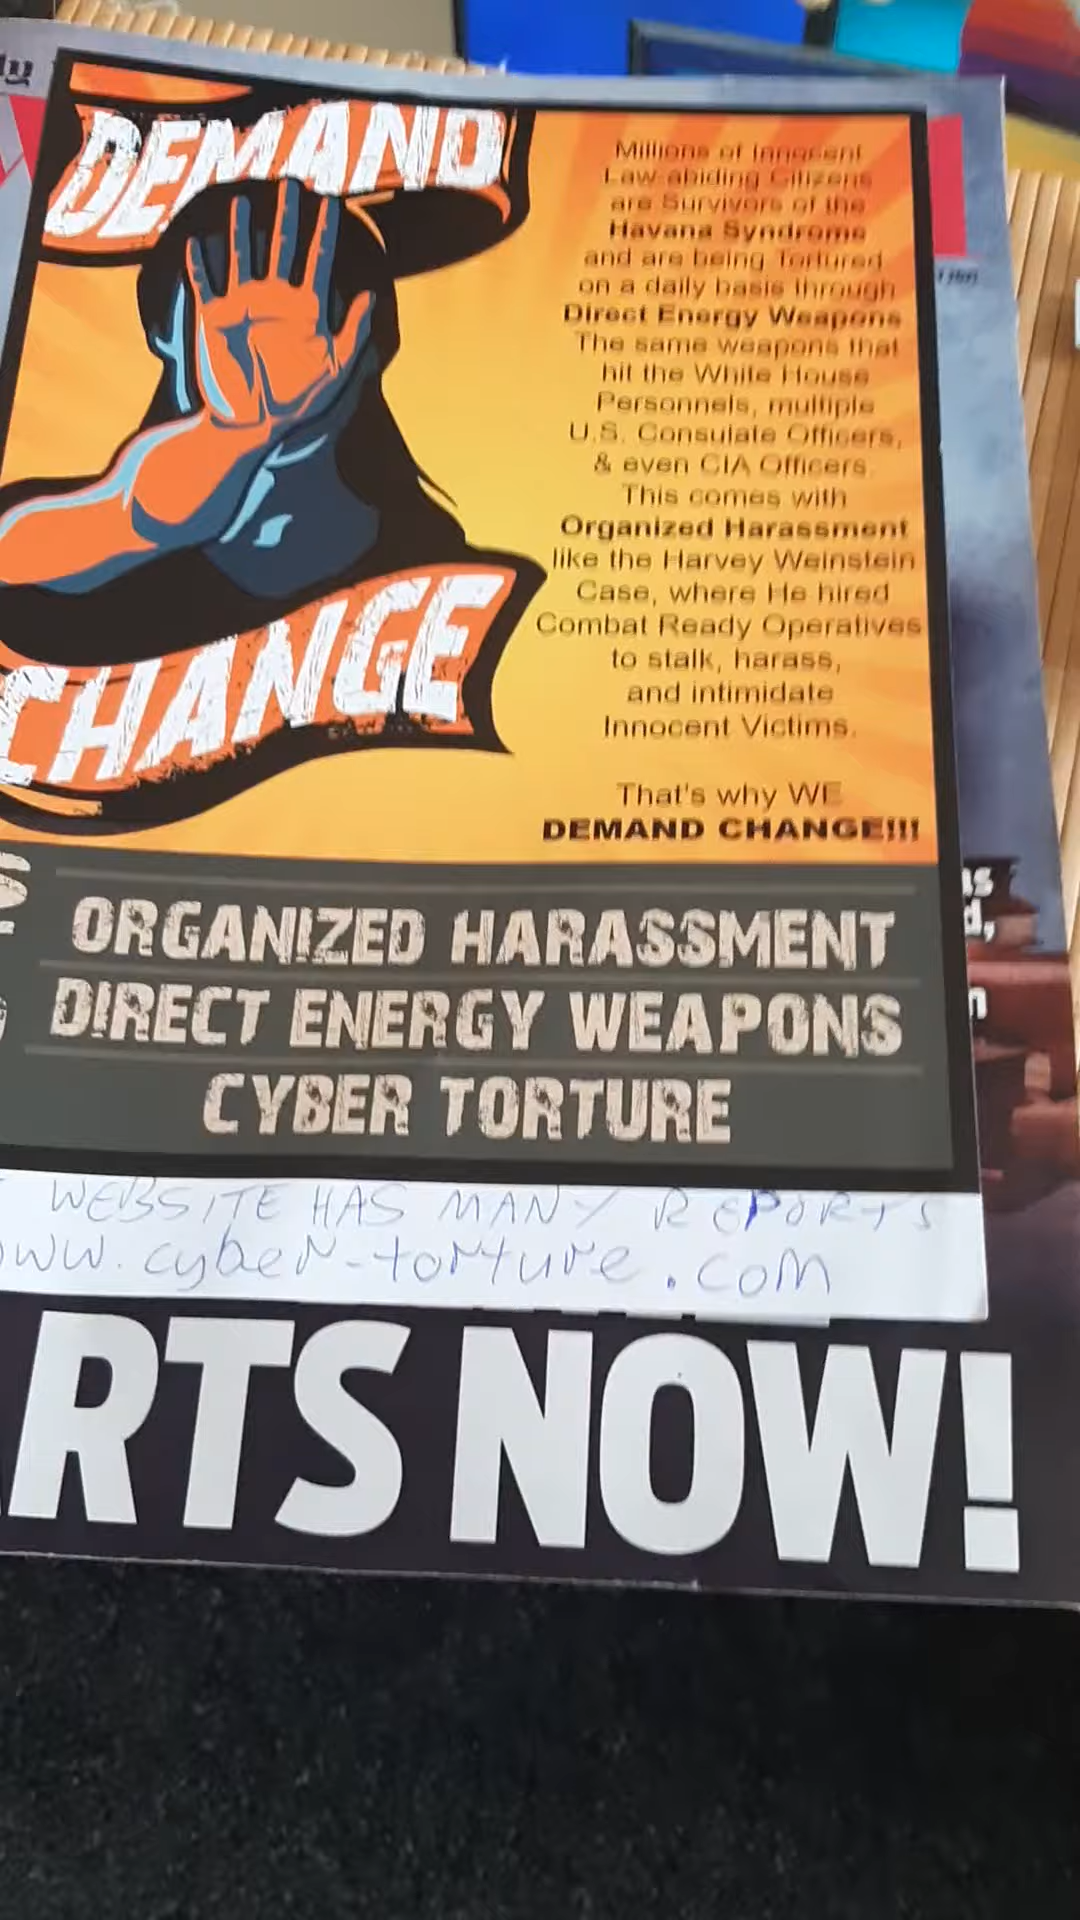 DEMAND
CHANGE
Millions of Innocent
Law-abiding Citizens
are Survivors of the
Havana Syndrome
and are being Tortured
on a daily basis through
Direct Energy Weapons
The same weapons that
hit the White House
Personnels, multiple
U.S. Consulate Officers,
& even CIA Officers.
This comes with
Organized Harassment
like the Harvey Weinstein
Case, where He hired
Combat Ready Operatives
to stalk, harass,
and intimidate
Innocent Victims.
That's why WE
DEMAND CHANGE!!!
ORGANIZED HARASSMENT
DIRECT ENERGY WEAPONS
CYBER TORTURE
WEBSITE HAS MANY REPORTS
WWW.cyber-torture.com
RTS NOW!